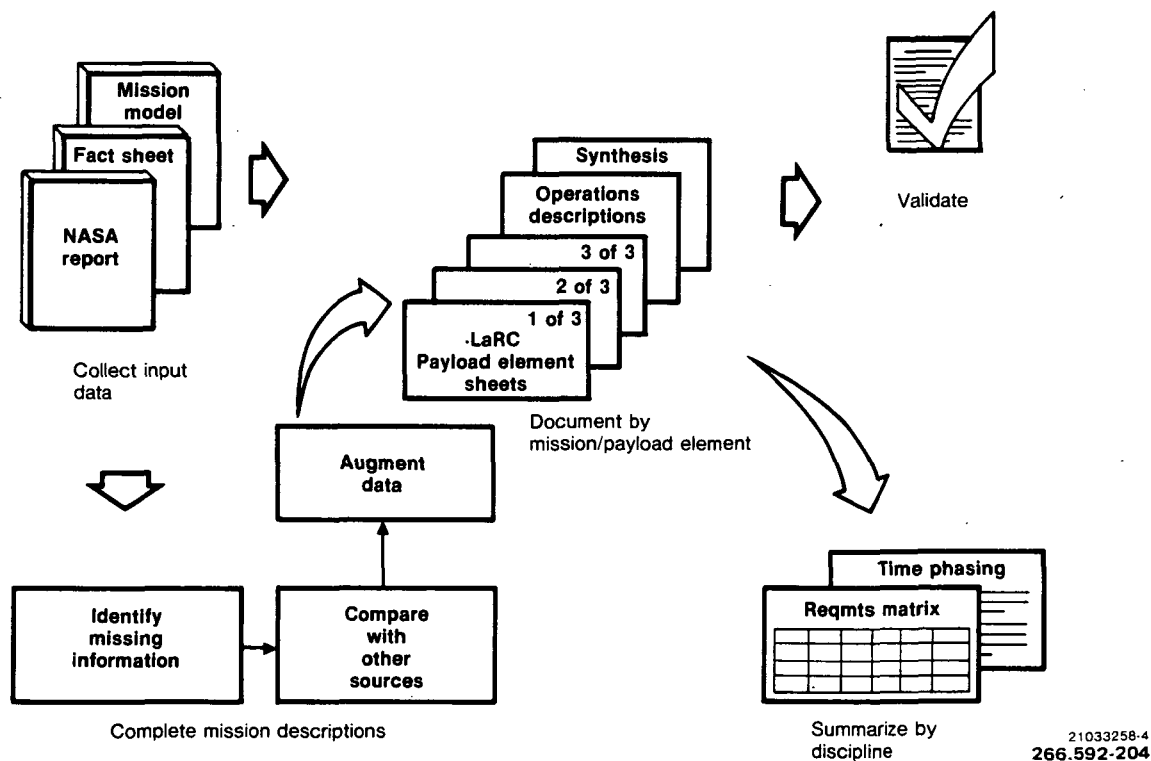 Mission
model
Fact sheet
NASA
report
Collect input
data
Synthesis
Operations
descriptions
3 of 3
2 of 3
1 of 3
LaRC
Payload element
sheets
Document by
mission/payload element
Validate
Augment
data
Identify
missing
information
Compare
with
other
sources
Complete mission descriptions
Time phasing
Reqmts matrix
Summarize by
discipline
21033258-4
266.592-204